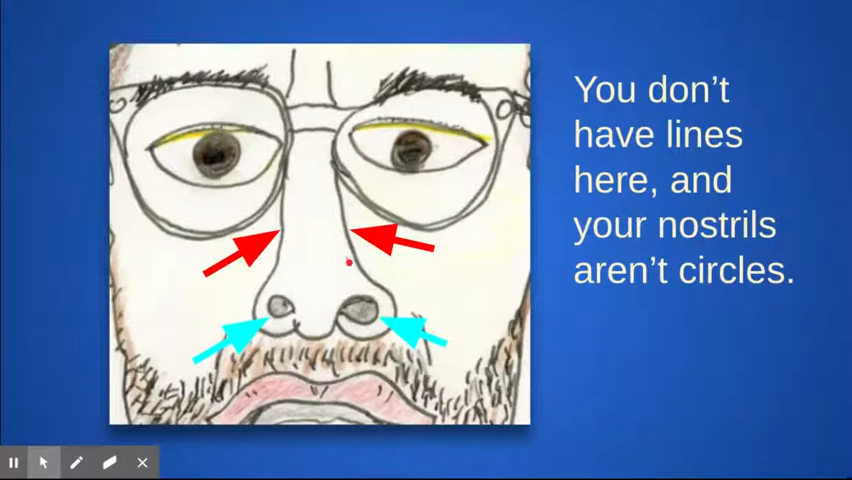 You don’t
have lines
here, and
your nostrils
aren’t circles.